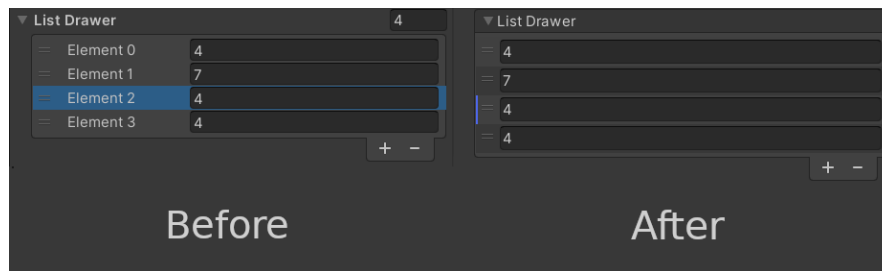 List Drawer 4
Element 0 4
Element 1 7
Element 2 4
Element 3 4
+ −
Before
List Drawer
4
7
4
4
+ −
After